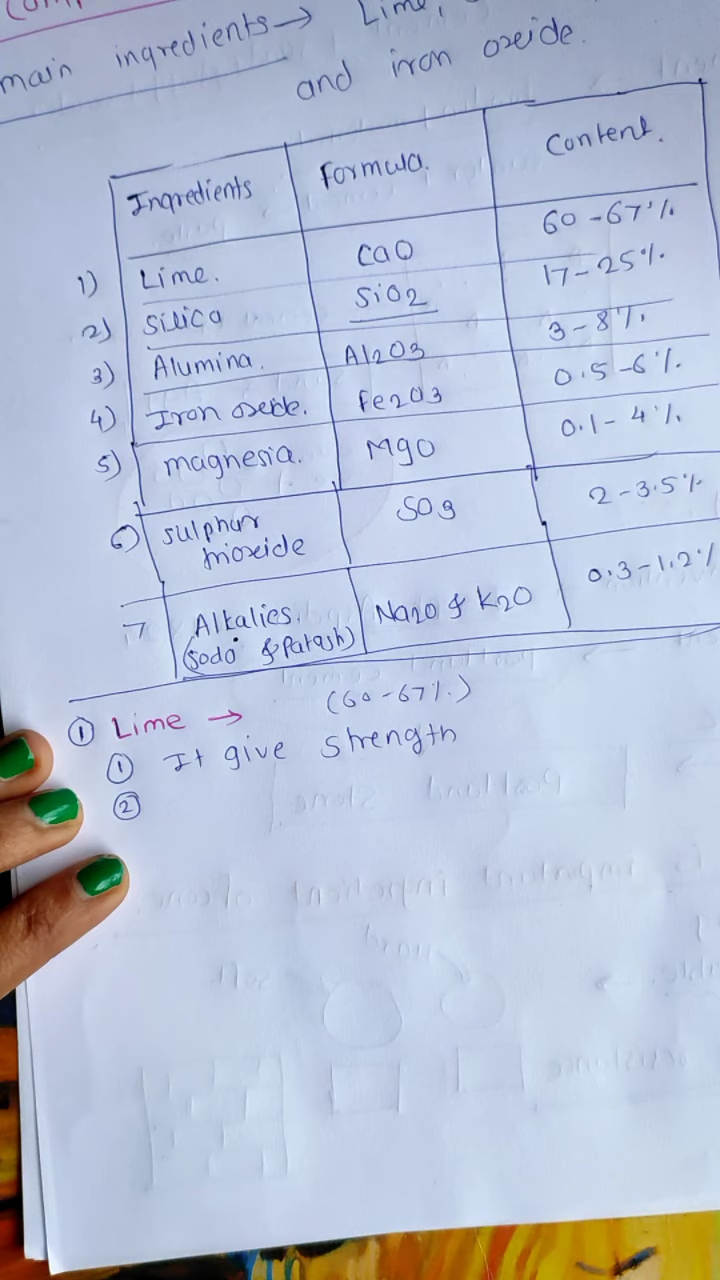 main ingredients → Lime,
and iron oxide.
Ingredients Formula. Content.
1) Lime. CaO 60-67%
2) Silica SiO2 17-25%
3) Alumina. Al2O3 3-8%
4) Iron oxide. Fe2O3 0.5-6%
5) magnesia. MgO 0.1-4%
6) Sulphur trioxide SO3 2-3.5%
7 Alkalies. (Soda & Patash) Na2O & K2O 0.3-1.2%
① Lime → (60-67%)
① It give strength
②